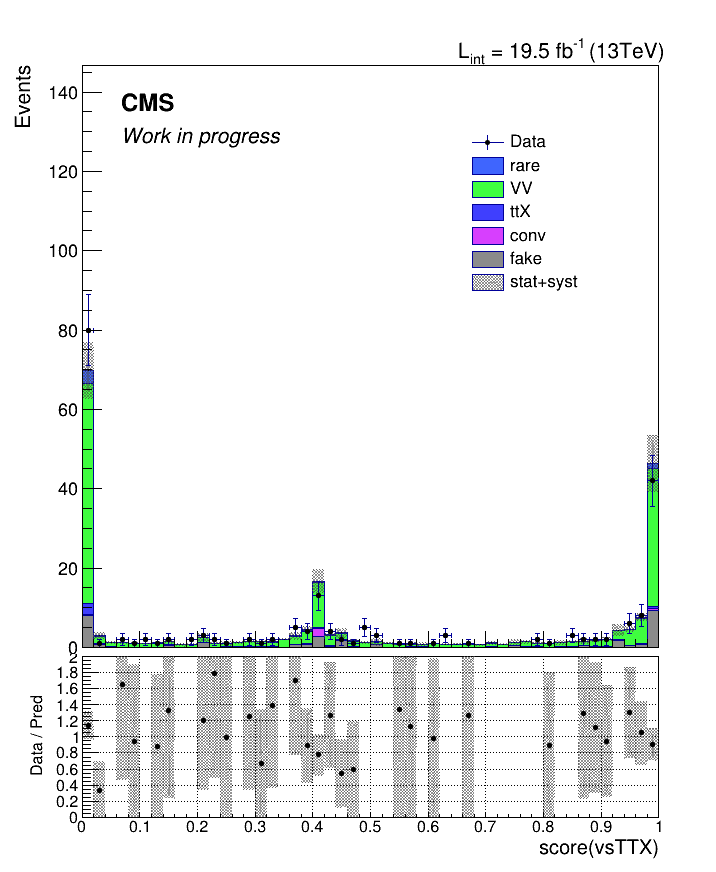 L_int = 19.5 fb^-1 (13TeV)
Events
CMS
Work in progress
Data
rare
VV
ttX
conv
fake
stat+syst
140
120
100
80
60
40
20
0
Data / Pred
2
1.8
1.6
1.4
1.2
1
0.8
0.6
0.4
0.2
0
0 0.1 0.2 0.3 0.4 0.5 0.6 0.7 0.8 0.9 1
score(vsTTX)